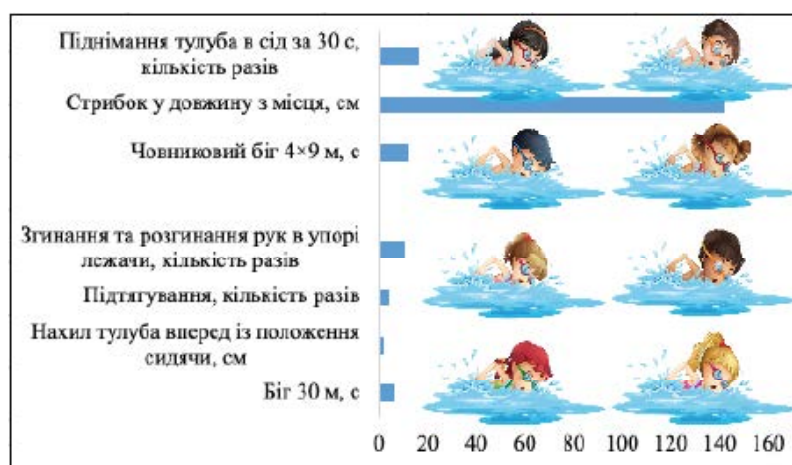 Піднімання тулуба в сід за 30 с,
кількість разів
Стрибок у довжину з місця, см
Човниковий біг 4×9 м, с
Згинання та розгинання рук в упорі
лежачи, кількість разів
Підтягування, кількість разів
Нахил тулуба вперед із положення
сидячи, см
Біг 30 м, с
0 20 40 60 80 100 120 140 160